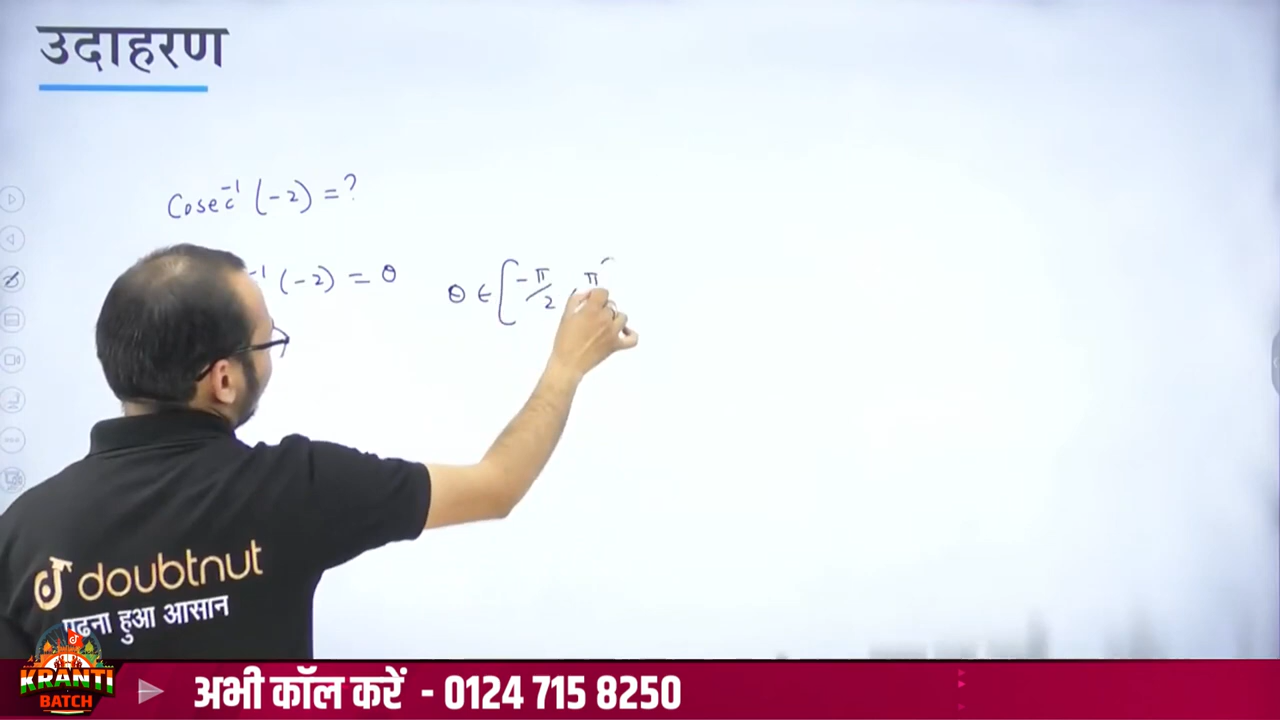 उदाहरण
Cosec⁻¹ (-2) = ?
⁻¹ (-2) = θ
θ ∈ [-π/2, π
doubtnut
पढ़ना हुआ आसान
KRANTI
BATCH
अभी कॉल करें - 0124 715 8250